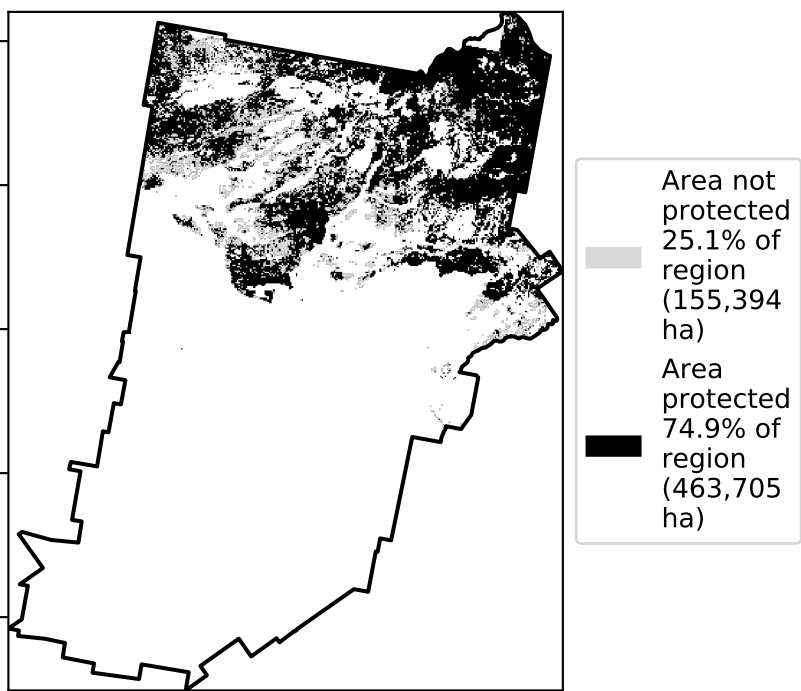 Area not
protected
25.1% of
region
(155,394
ha)
Area
protected
74.9% of
region
(463,705
ha)